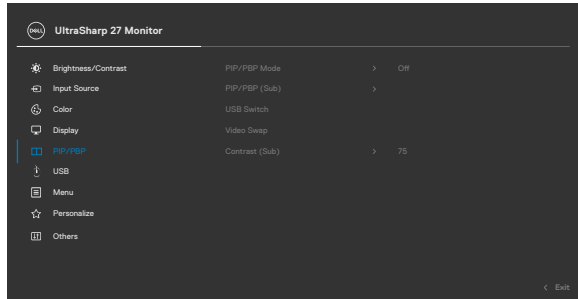 DELL UltraSharp 27 Monitor
Brightness/Contrast PIP/PBP Mode > Off
Input Source PIP/PBP (Sub) >
Color USB Switch
Display Video Swap
PIP/PBP Contrast (Sub) > 75
USB
Menu
Personalize
Others
< Exit